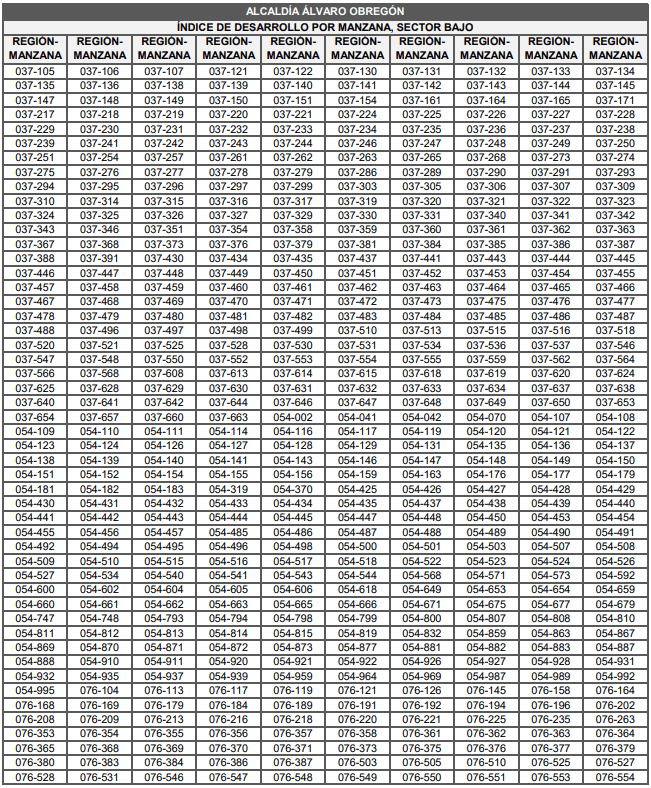 ALCALDÍA ÁLVARO OBREGÓN
ÍNDICE DE DESARROLLO POR MANZANA, SECTOR BAJO
REGIÓN-MANZANA REGIÓN-MANZANA REGIÓN-MANZANA REGIÓN-MANZANA REGIÓN-MANZANA REGIÓN-MANZANA REGIÓN-MANZANA REGIÓN-MANZANA REGIÓN-MANZANA REGIÓN-MANZANA
037-105 037-106 037-107 037-121 037-122 037-130 037-131 037-132 037-133 037-134
037-135 037-136 037-138 037-139 037-140 037-141 037-142 037-143 037-144 037-145
037-147 037-148 037-149 037-150 037-151 037-154 037-161 037-164 037-165 037-171
037-217 037-218 037-219 037-220 037-221 037-224 037-225 037-226 037-227 037-228
037-229 037-230 037-231 037-232 037-233 037-234 037-235 037-236 037-237 037-238
037-239 037-241 037-242 037-243 037-244 037-246 037-247 037-248 037-249 037-250
037-251 037-254 037-257 037-261 037-262 037-263 037-265 037-268 037-273 037-274
037-275 037-276 037-277 037-278 037-279 037-286 037-289 037-290 037-291 037-293
037-294 037-295 037-296 037-297 037-299 037-303 037-305 037-306 037-307 037-309
037-310 037-314 037-315 037-316 037-317 037-319 037-320 037-321 037-322 037-323
037-324 037-325 037-326 037-327 037-329 037-330 037-331 037-340 037-341 037-342
037-343 037-346 037-351 037-354 037-358 037-359 037-360 037-361 037-362 037-363
037-367 037-368 037-373 037-376 037-379 037-381 037-384 037-385 037-386 037-387
037-388 037-391 037-430 037-434 037-435 037-437 037-441 037-443 037-444 037-445
037-446 037-447 037-448 037-449 037-450 037-451 037-452 037-453 037-454 037-455
037-457 037-458 037-459 037-460 037-461 037-462 037-463 037-464 037-465 037-466
037-467 037-468 037-469 037-470 037-471 037-472 037-473 037-475 037-476 037-477
037-478 037-479 037-480 037-481 037-482 037-483 037-484 037-485 037-486 037-487
037-488 037-496 037-497 037-498 037-499 037-510 037-513 037-515 037-516 037-518
037-520 037-521 037-525 037-528 037-530 037-531 037-534 037-536 037-537 037-546
037-547 037-548 037-550 037-552 037-553 037-554 037-555 037-559 037-562 037-564
037-566 037-568 037-608 037-613 037-614 037-615 037-618 037-619 037-620 037-624
037-625 037-628 037-629 037-630 037-631 037-632 037-633 037-634 037-637 037-638
037-640 037-641 037-642 037-644 037-646 037-647 037-648 037-649 037-650 037-653
037-654 037-657 037-660 037-663 054-002 054-041 054-042 054-070 054-107 054-108
054-109 054-110 054-111 054-114 054-116 054-117 054-119 054-120 054-121 054-122
054-123 054-124 054-126 054-127 054-128 054-129 054-131 054-135 054-136 054-137
054-138 054-139 054-140 054-141 054-143 054-146 054-147 054-148 054-149 054-150
054-151 054-152 054-154 054-155 054-156 054-159 054-163 054-176 054-177 054-179
054-181 054-182 054-183 054-319 054-370 054-425 054-426 054-427 054-428 054-429
054-430 054-431 054-432 054-433 054-434 054-435 054-437 054-438 054-439 054-440
054-441 054-442 054-443 054-444 054-445 054-447 054-448 054-450 054-453 054-454
054-455 054-456 054-457 054-485 054-486 054-487 054-488 054-489 054-490 054-491
054-492 054-494 054-495 054-496 054-498 054-500 054-501 054-503 054-507 054-508
054-509 054-510 054-515 054-516 054-517 054-518 054-522 054-523 054-524 054-526
054-527 054-534 054-540 054-541 054-543 054-544 054-568 054-571 054-573 054-592
054-600 054-602 054-604 054-605 054-606 054-618 054-649 054-653 054-654 054-659
054-660 054-661 054-662 054-663 054-665 054-666 054-671 054-675 054-677 054-679
054-747 054-748 054-793 054-794 054-798 054-799 054-800 054-807 054-808 054-810
054-811 054-812 054-813 054-814 054-815 054-819 054-832 054-859 054-863 054-867
054-869 054-870 054-871 054-872 054-873 054-877 054-881 054-882 054-883 054-887
054-888 054-910 054-911 054-920 054-921 054-922 054-926 054-927 054-928 054-931
054-932 054-935 054-937 054-939 054-959 054-964 054-969 054-987 054-989 054-992
054-995 076-104 076-113 076-117 076-119 076-121 076-126 076-145 076-158 076-164
076-168 076-169 076-179 076-184 076-189 076-191 076-192 076-194 076-196 076-202
076-208 076-209 076-213 076-216 076-218 076-220 076-221 076-225 076-235 076-263
076-353 076-354 076-355 076-356 076-357 076-358 076-361 076-362 076-363 076-364
076-365 076-368 076-369 076-370 076-371 076-373 076-375 076-376 076-377 076-379
076-380 076-383 076-384 076-386 076-387 076-503 076-505 076-510 076-525 076-527
076-528 076-531 076-546 076-547 076-548 076-549 076-550 076-551 076-553 076-554